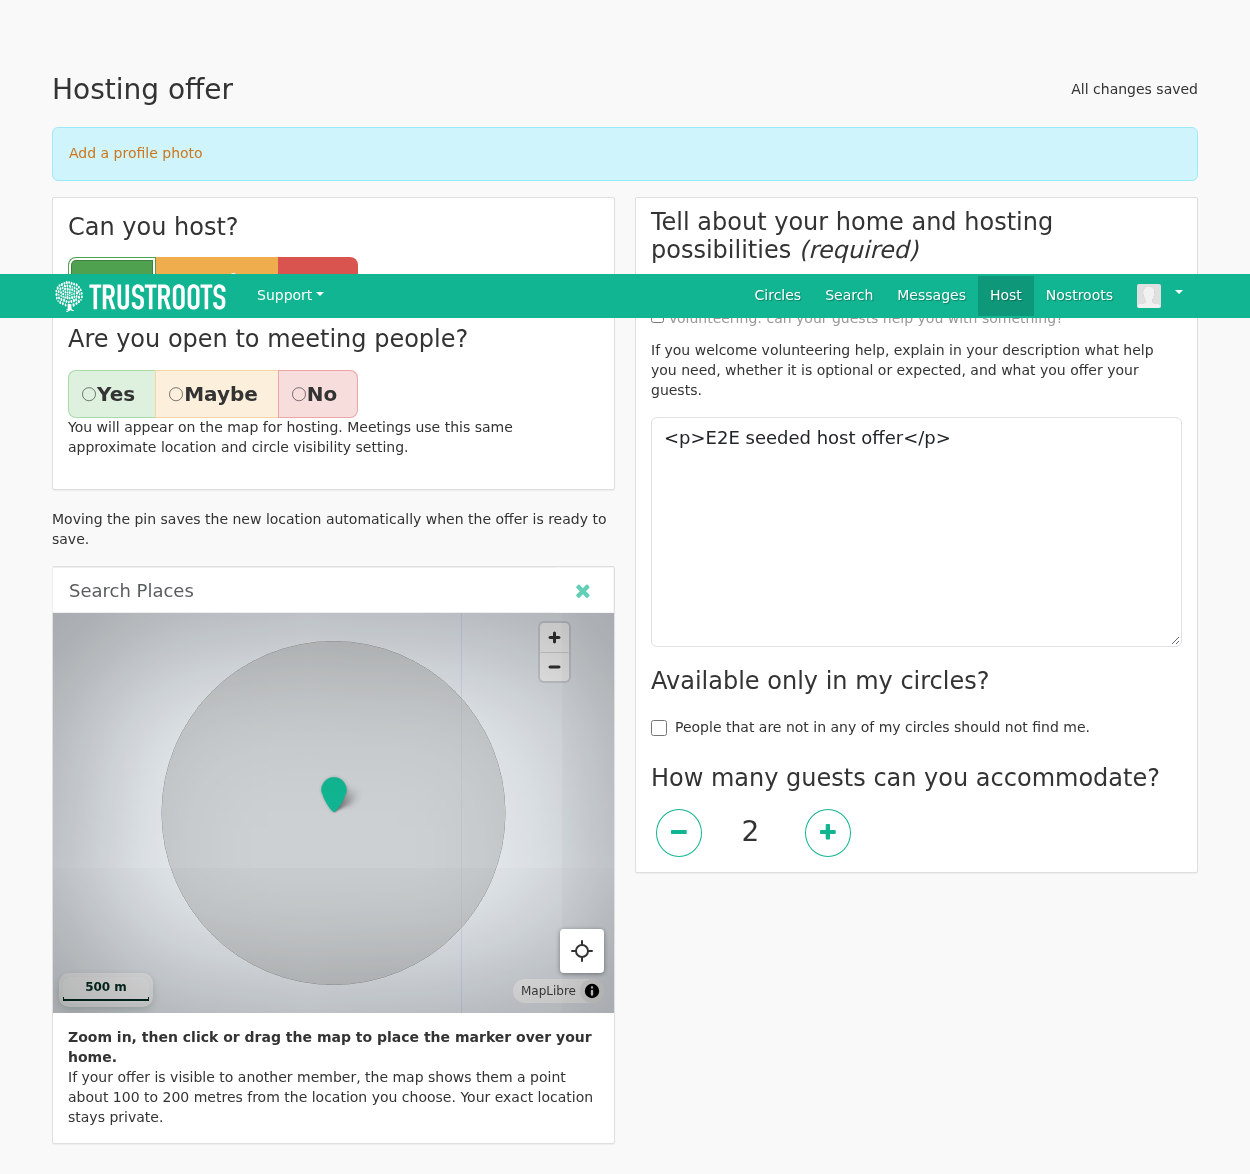 Hosting offer
All changes saved
Add a profile photo
Can you host?
TRUSTROOTS
Support
Circles
Search
Messages
Host
Nostroots
Are you open to meeting people?
Yes
Maybe
No
You will appear on the map for hosting. Meetings use this same
approximate location and circle visibility setting.
Moving the pin saves the new location automatically when the offer is ready to
save.
Search Places
500 m
MapLibre
Zoom in, then click or drag the map to place the marker over your
home.
If your offer is visible to another member, the map shows them a point
about 100 to 200 metres from the location you choose. Your exact location
stays private.
Tell about your home and hosting
possibilities (required)
volunteering: can your guests help you with something?
If you welcome volunteering help, explain in your description what help
you need, whether it is optional or expected, and what you offer your
guests.
<p>E2E seeded host offer</p>
Available only in my circles?
People that are not in any of my circles should not find me.
How many guests can you accommodate?
2